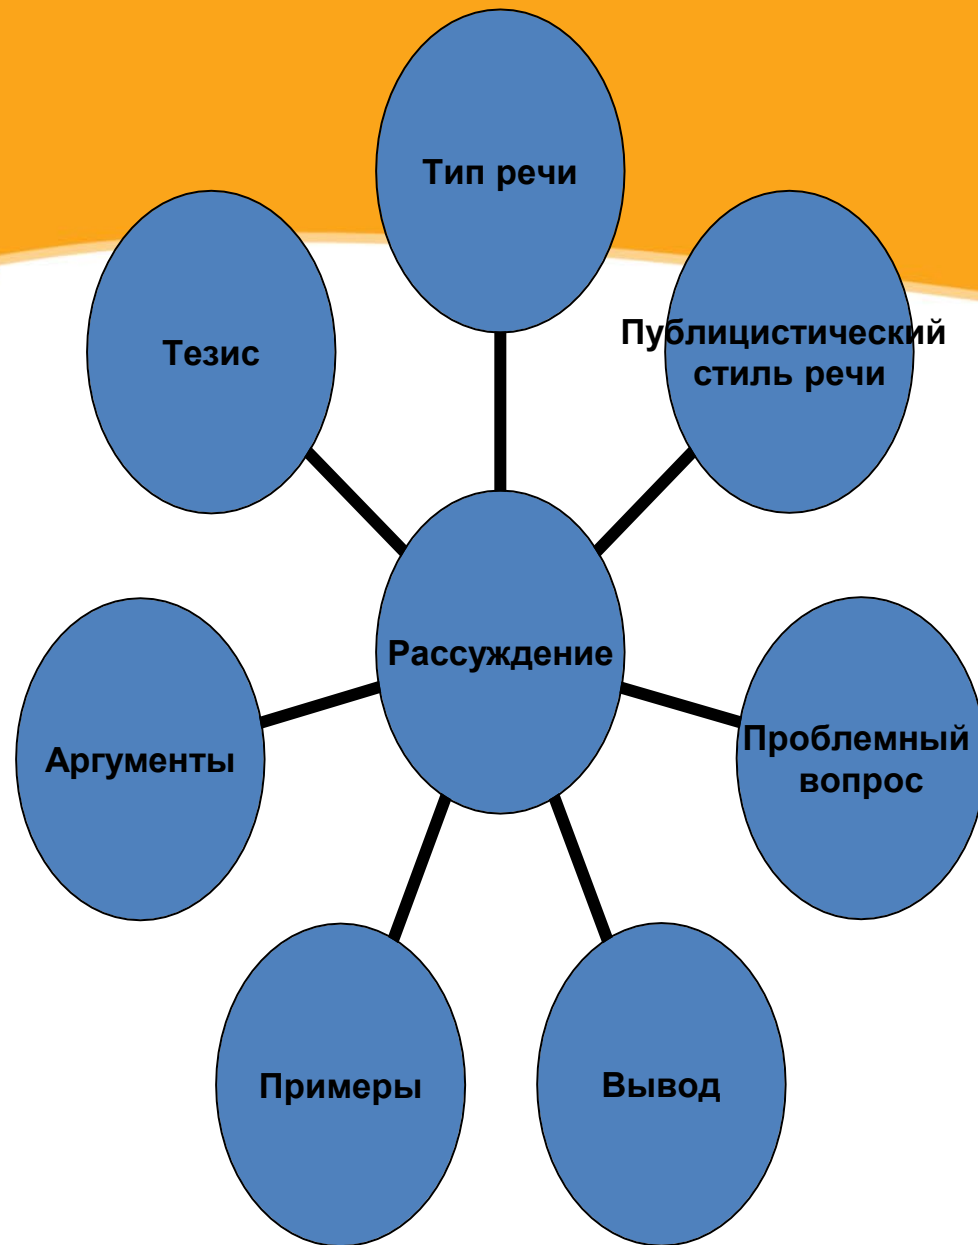 Тип речи
Публицистический
стиль речи
Тезис
Рассуждение
Проблемный
вопрос
Аргументы
Примеры
Вывод